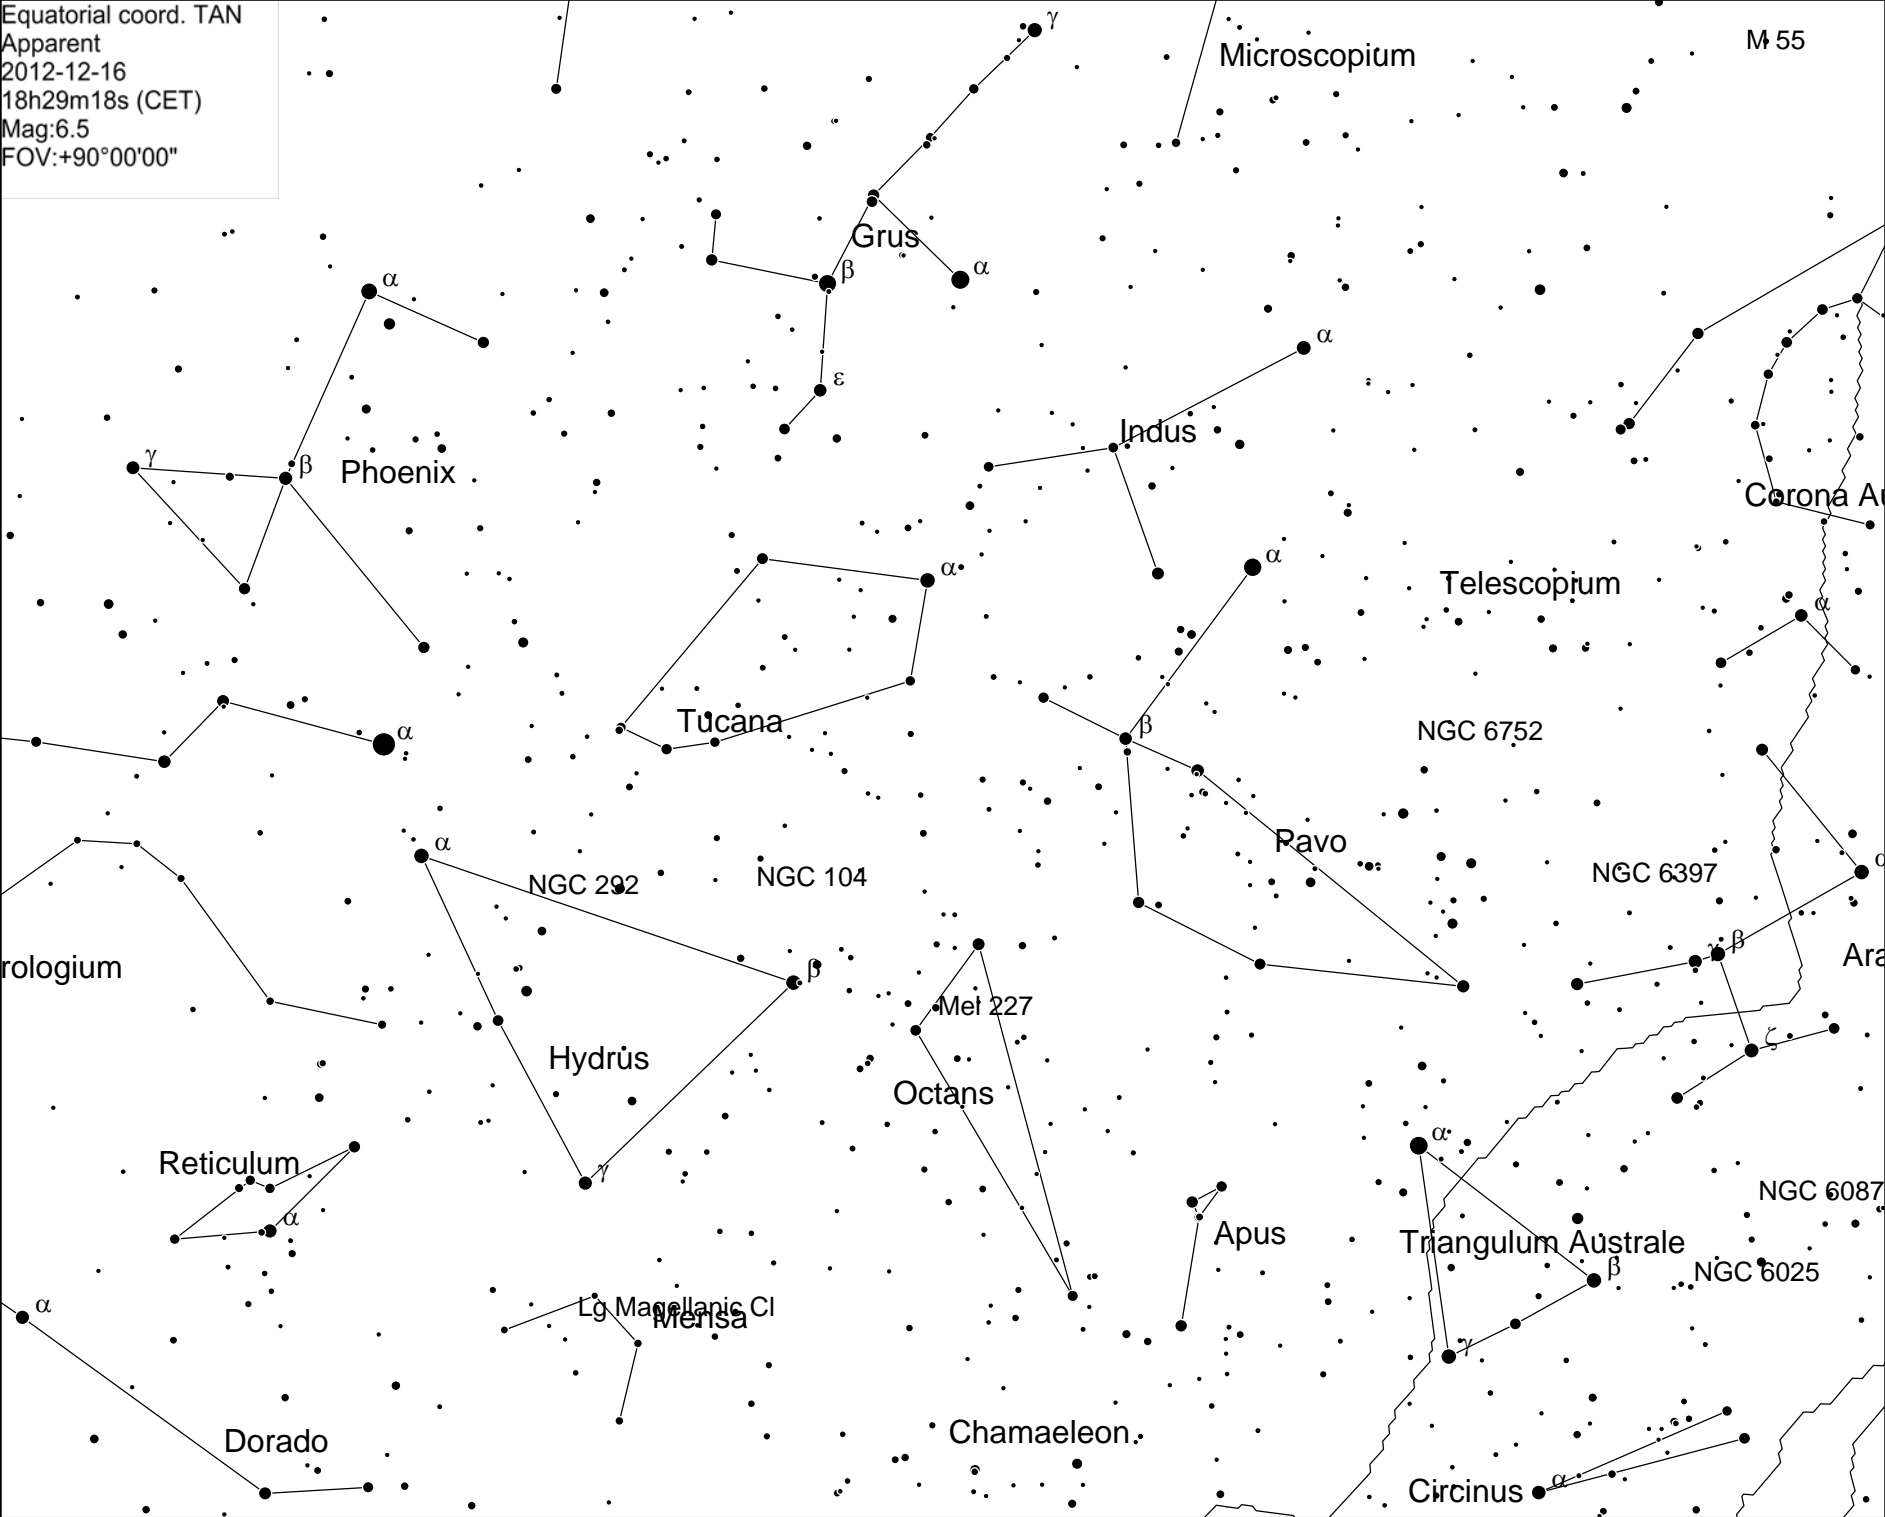 Equatorial coord. TAN
Apparent
2012-12-16
18h29m18s (CET)
Mag:6.5
FOV:+90°00'00"
γ
Microscopium
M 55
Grus
α
β
α
α
ε
Indus
γ
β
Phoenix
Corona Au
α
α
Telescopium
α
α
Tucana
β
NGC 6752
α
Pavo
α
NGC 292
NGC 104
NGC 6397
α
rologium
β
γ
β
Ara
Mel 227
Hydrus
ζ
Octans
α
Reticulum
γ
NGC 6087
α
Apus
Triangulum Australe
β
NGC 6025
α
Lg Magellanic Cl
Mensa
γ
Dorado
Chamaeleon
Circinus
α